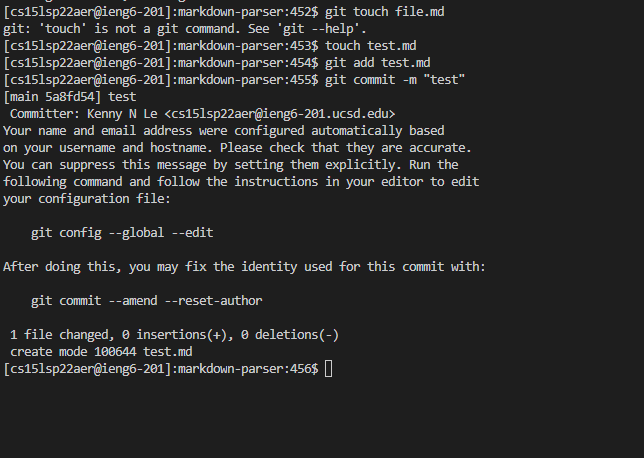 [cs15lsp22aer@ieng6-201]:markdown-parser:452$ git touch file.md
git: 'touch' is not a git command. See 'git --help'.
[cs15lsp22aer@ieng6-201]:markdown-parser:453$ touch test.md
[cs15lsp22aer@ieng6-201]:markdown-parser:454$ git add test.md
[cs15lsp22aer@ieng6-201]:markdown-parser:455$ git commit -m "test"
[main 5a8fd54] test
 Committer: Kenny N Le <cs15lsp22aer@ieng6-201.ucsd.edu>
Your name and email address were configured automatically based
on your username and hostname. Please check that they are accurate.
You can suppress this message by setting them explicitly. Run the
following command and follow the instructions in your editor to edit
your configuration file:

    git config --global --edit

After doing this, you may fix the identity used for this commit with:

    git commit --amend --reset-author

 1 file changed, 0 insertions(+), 0 deletions(-)
 create mode 100644 test.md
[cs15lsp22aer@ieng6-201]:markdown-parser:456$